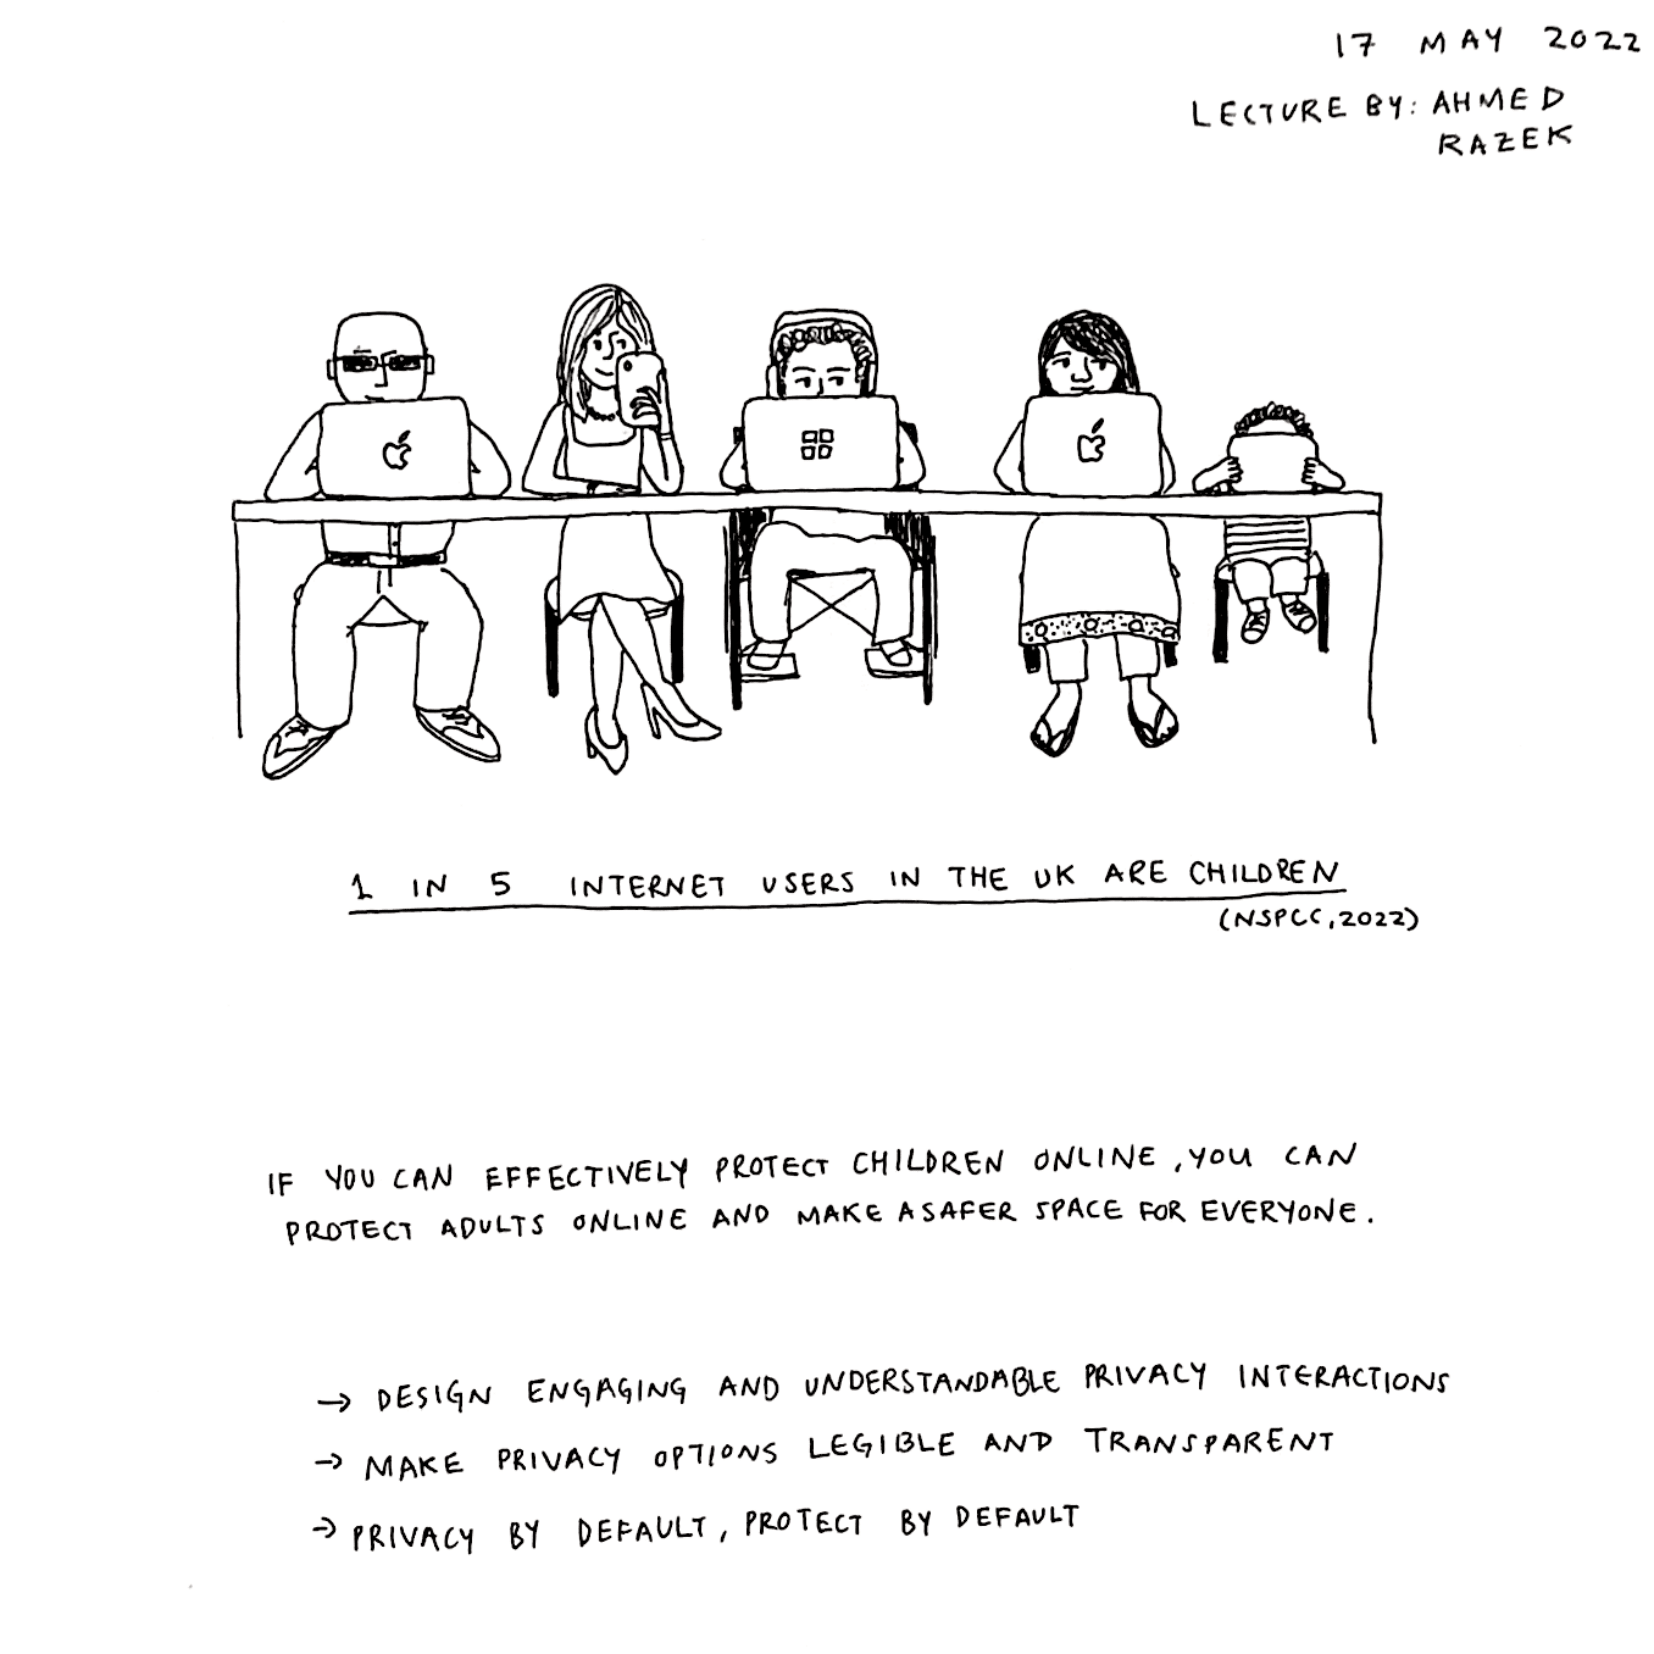 17 MAY 2022
LECTURE BY: AHMED
RAZEK
1 IN 5 INTERNET USERS IN THE UK ARE CHILDREN
(NSPCC, 2022)
IF YOU CAN EFFECTIVELY PROTECT CHILDREN ONLINE, YOU CAN
PROTECT ADULTS ONLINE AND MAKE A SAFER SPACE FOR EVERYONE.
→ DESIGN ENGAGING AND UNDERSTANDABLE PRIVACY INTERACTIONS
→ MAKE PRIVACY OPTIONS LEGIBLE AND TRANSPARENT
→ PRIVACY BY DEFAULT, PROTECT BY DEFAULT